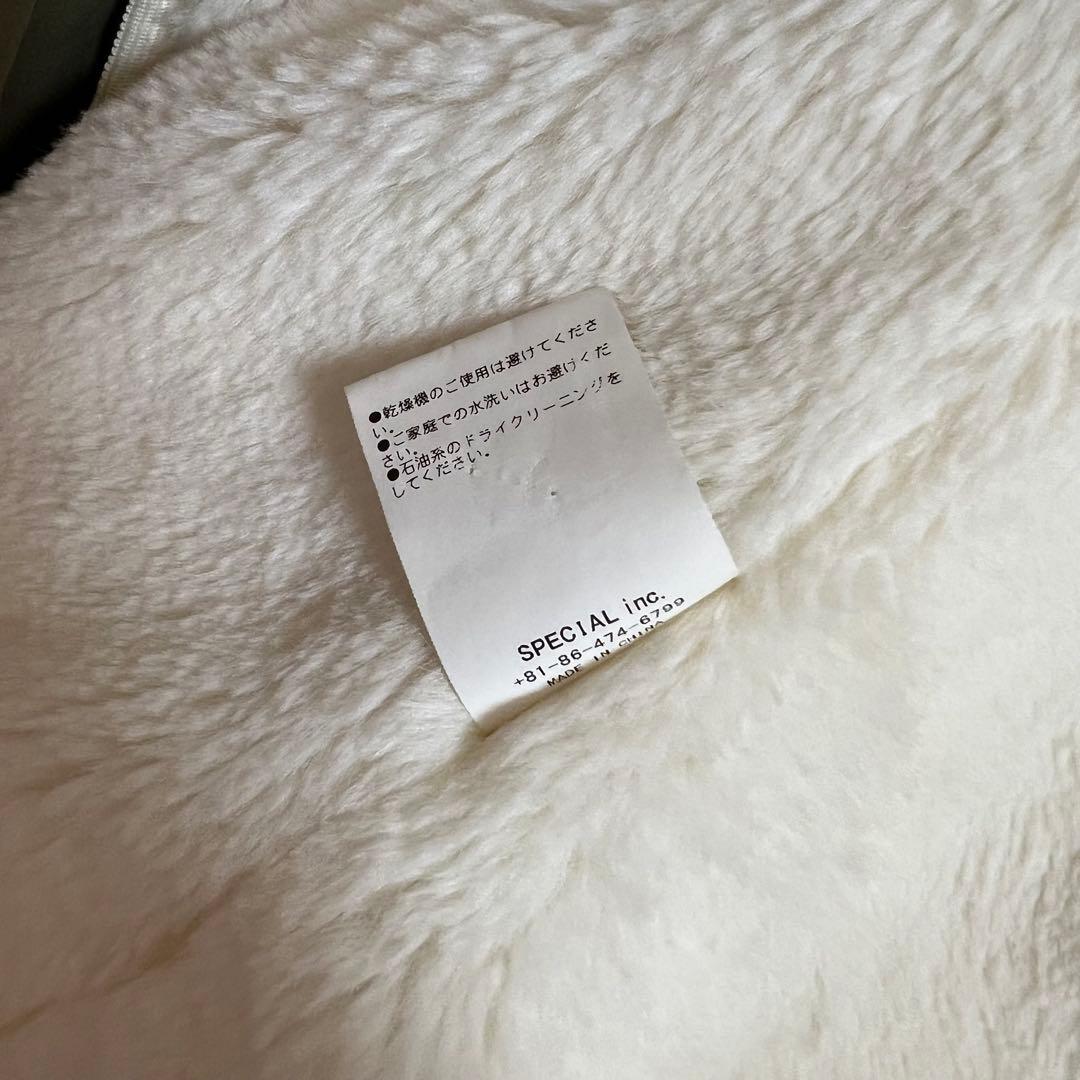 ●乾燥機のご使用は避けてくださ
い。
●ご家庭での水洗いはお避けくだ
さい。
●石油系のドライクリーニングを
してください。
SPECIAL inc.
+81-86-474-6799
MADE IN CHINA